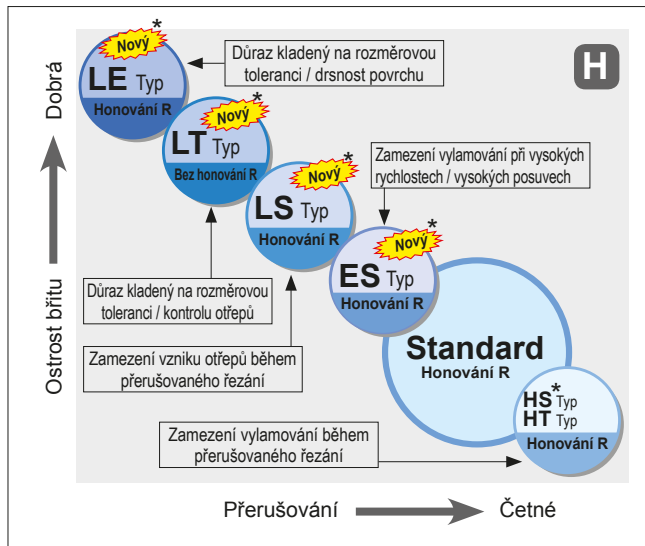 Nový *
LE Typ
Honování R
Důraz kladený na rozměrovou
toleranci / drsnost povrchu
H
Nový *
LT Typ
Bez honování R
Nový *
LS Typ
Honování R
Zamezení vylamování při vysokých
rychlostech / vysokých posuvech
Nový *
ES Typ
Honování R
Důraz kladený na rozměrovou
toleranci / kontrolu otřepů
Zamezení vzniku otřepů během
přerušovaného řezání
Standard
Honování R
HS* Typ
HT Typ
Honování R
Zamezení vylamování během
přerušovaného řezání
Dobrá
Ostrost břitu
Přerušování
Četné